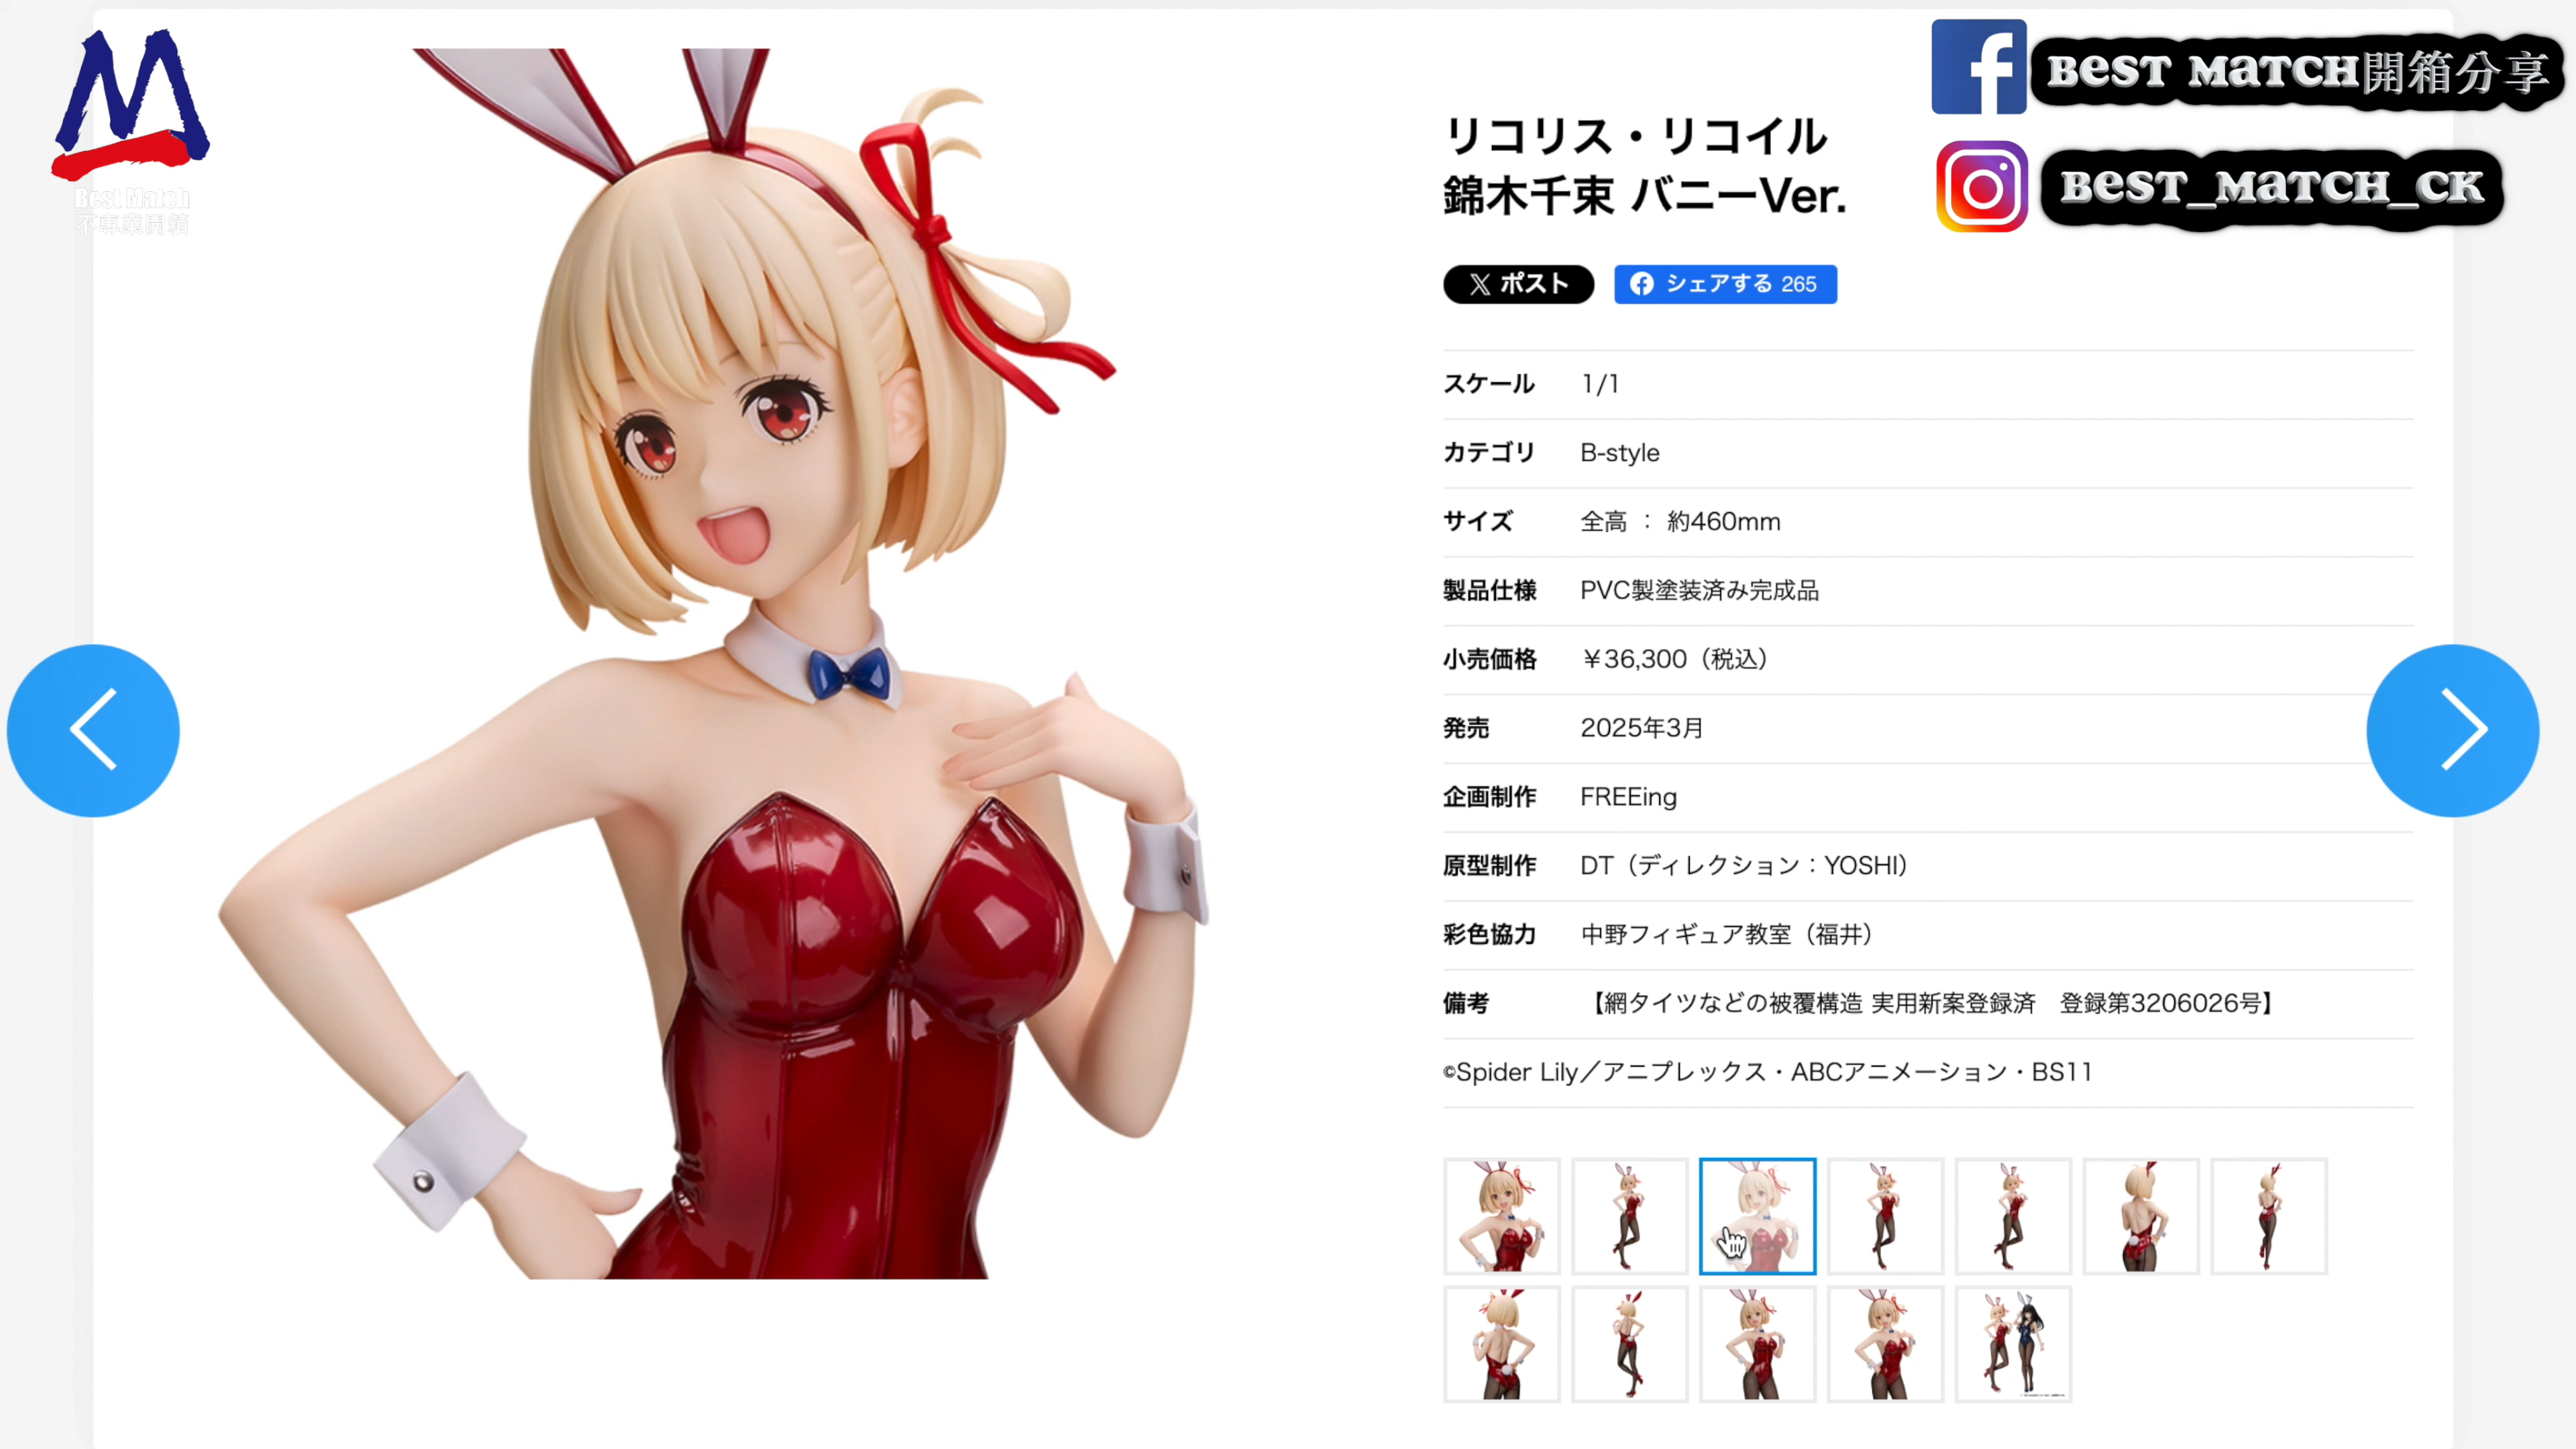 Best Match
不專業開箱
BEST MATCH開箱分享
BEST_MATCH_CK
リコリス・リコイル
錦木千束 バニーVer.
ポスト
シェアする 265
スケール 1/1
カテゴリ B-style
サイズ 全高 ： 約460mm
製品仕様 PVC製塗装済み完成品
小売価格 ￥36,300（税込）
発売 2025年3月
企画制作 FREEing
原型制作 DT（ディレクション：YOSHI）
彩色協力 中野フィギュア教室（福井）
備考 【網タイツなどの被覆構造 実用新案登録済　登録第3206026号】
©Spider Lily／アニプレックス・ABCアニメーション・BS11